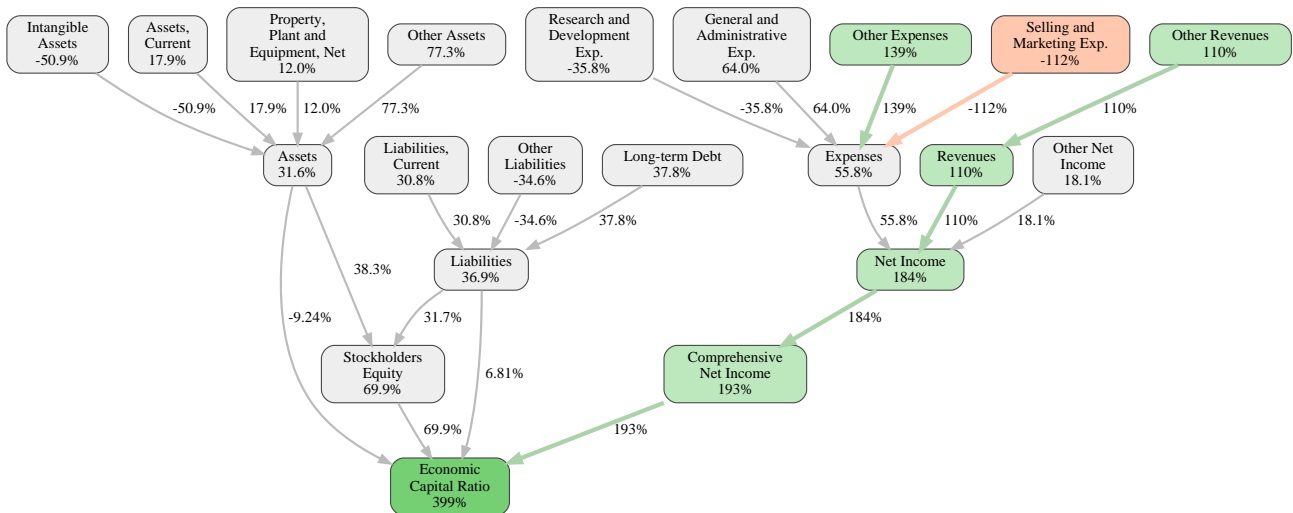 Intangible
Assets
-50.9%
Assets,
Current
17.9%
Property,
Plant and
Equipment, Net
12.0%
Other Assets
77.3%
Research and
Development
Exp.
-35.8%
General and
Administrative
Exp.
64.0%
Other Expenses
139%
Selling and
Marketing Exp.
-112%
Other Revenues
110%
-50.9%
17.9%
12.0%
77.3%
-35.8%
64.0%
139%
-112%
110%
Assets
31.6%
Liabilities,
Current
30.8%
Other
Liabilities
-34.6%
Long-term Debt
37.8%
Expenses
55.8%
Revenues
110%
Other Net
Income
18.1%
30.8%
-34.6%
37.8%
55.8%
110%
18.1%
38.3%
Liabilities
36.9%
Net Income
184%
-9.24%
31.7%
184%
Stockholders
Equity
69.9%
6.81%
Comprehensive
Net Income
193%
69.9%
193%
Economic
Capital Ratio
399%